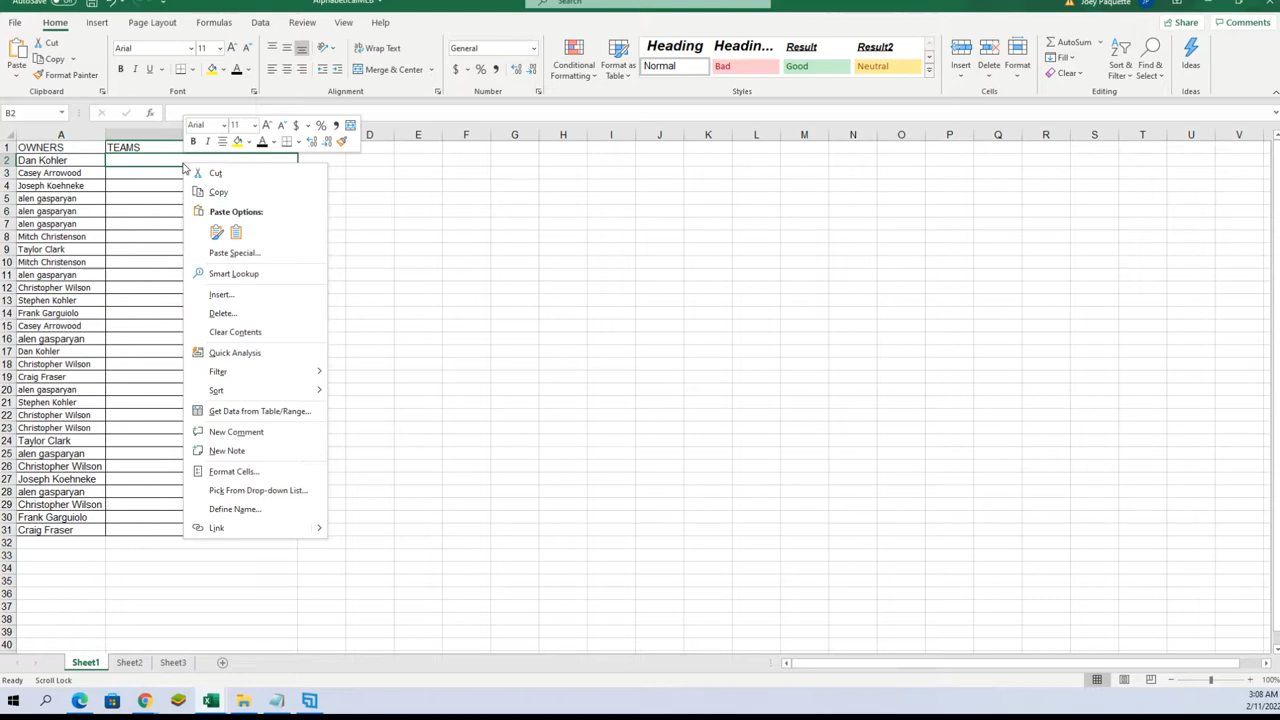 AutoSave Off
AlphabeticalMLB
Search
Joey Paquette
JP
File Home Insert Page Layout Formulas Data Review View Help
Share Comments
Paste
Cut
Copy
Format Painter
Arial 11
B I U
Wrap Text
Merge & Center
General
$ % 9
Conditional Formatting
Format as Table
Heading Headin... Result Result2
Normal Bad Good Neutral
Insert Delete Format
AutoSum
Fill
Clear
Sort & Filter
Find & Select
Ideas
Clipboard Font Alignment Number Styles Cells Editing Ideas
B2
fx
Arial 11 $ % 9
B I A
A D E F G H I J K L M N O P Q R S T U V
1 OWNERS TEAMS
2 Dan Kohler
3 Casey Arrowood
4 Joseph Koehneke
5 alen gasparyan
6 alen gasparyan
7 alen gasparyan
8 Mitch Christenson
9 Taylor Clark
10 Mitch Christenson
11 alen gasparyan
12 Christopher Wilson
13 Stephen Kohler
14 Frank Garguiolo
15 Casey Arrowood
16 alen gasparyan
17 Dan Kohler
18 Christopher Wilson
19 Craig Fraser
20 alen gasparyan
21 Stephen Kohler
22 Christopher Wilson
23 Christopher Wilson
24 Taylor Clark
25 alen gasparyan
26 Christopher Wilson
27 Joseph Koehneke
28 alen gasparyan
29 Christopher Wilson
30 Frank Garguiolo
31 Craig Fraser
32
33
34
35
36
37
38
39
40
Cut
Copy
Paste Options:
Paste Special...
Smart Lookup
Insert...
Delete...
Clear Contents
Quick Analysis
Filter
Sort
Get Data from Table/Range...
New Comment
New Note
Format Cells...
Pick From Drop-down List...
Define Name...
Link
Sheet1 Sheet2 Sheet3
Ready Scroll Lock
100%
3:08 AM
2/11/2022